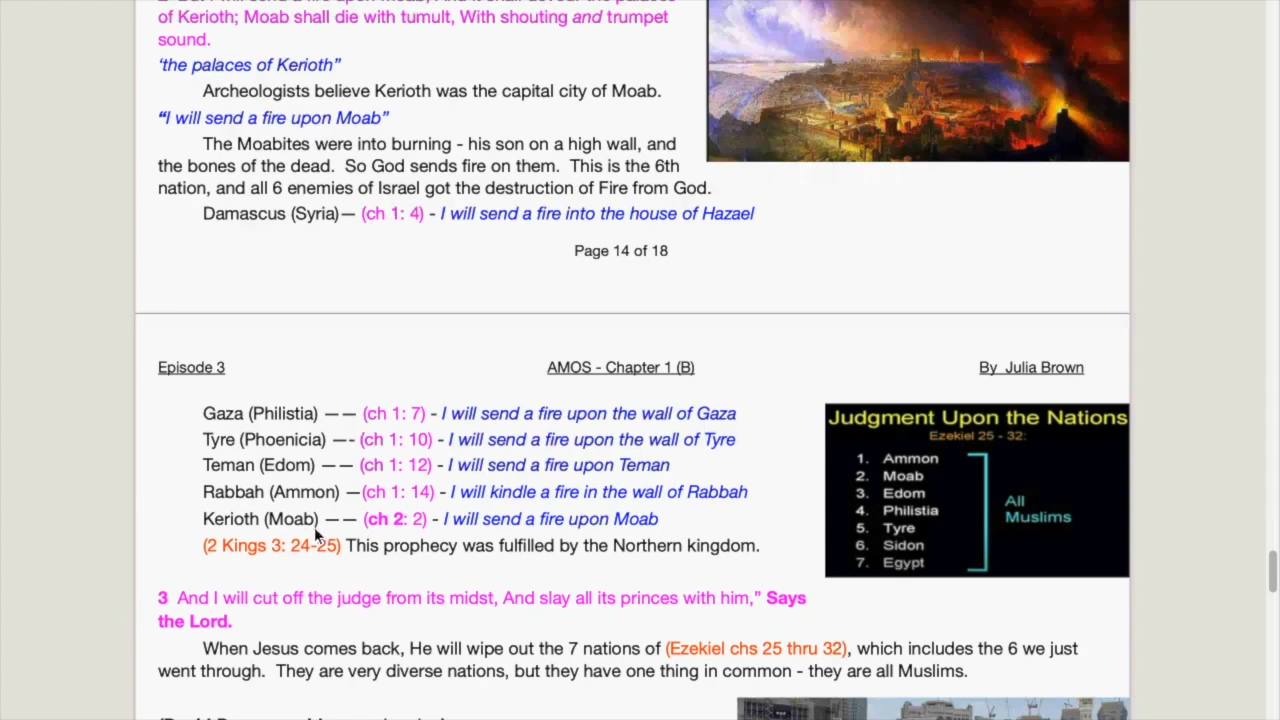 of Kerioth; Moab shall die with tumult, With shouting and trumpet
sound.
‘the palaces of Kerioth”
Archeologists believe Kerioth was the capital city of Moab.
“I will send a fire upon Moab”
The Moabites were into burning - his son on a high wall, and
the bones of the dead.  So God sends fire on them.  This is the 6th
nation, and all 6 enemies of Israel got the destruction of Fire from God.
Damascus (Syria)— (ch 1: 4) - I will send a fire into the house of Hazael
Page 14 of 18
Episode 3
AMOS - Chapter 1 (B)
By  Julia Brown
Gaza (Philistia) —— (ch 1: 7) - I will send a fire upon the wall of Gaza
Tyre (Phoenicia) —- (ch 1: 10) - I will send a fire upon the wall of Tyre
Teman (Edom) —— (ch 1: 12) - I will send a fire upon Teman
Rabbah (Ammon) —(ch 1: 14) - I will kindle a fire in the wall of Rabbah
Kerioth (Moab) —— (ch 2: 2) - I will send a fire upon Moab
(2 Kings 3: 24-25) This prophecy was fulfilled by the Northern kingdom.
Judgment Upon the Nations
Ezekiel 25 - 32:
1. Ammon
2. Moab
3. Edom
4. Philistia
5. Tyre
6. Sidon
7. Egypt
All
Muslims
3  And I will cut off the judge from its midst, And slay all its princes with him,” Says
the Lord.
When Jesus comes back, He will wipe out the 7 nations of (Ezekiel chs 25 thru 32), which includes the 6 we just
went through.  They are very diverse nations, but they have one thing in common - they are all Muslims.